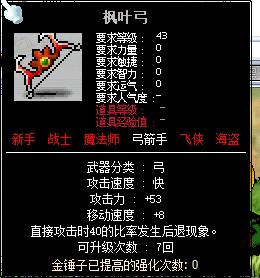 枫叶弓
要求等级: 43
要求力量: 0
要求敏捷: 0
要求智力: 0
要求运气: 0
要求人气度: -
道具等级: -
道具经验值: -
新手 战士 魔法师 弓箭手 飞侠 海盗
武器分类 : 弓
攻击速度 : 快
攻击力 : +53
移动速度 : +8
直接攻击时40的比率发生后退现象。
可升级次数 : 7回
金锤子已提高的强化次数: 0